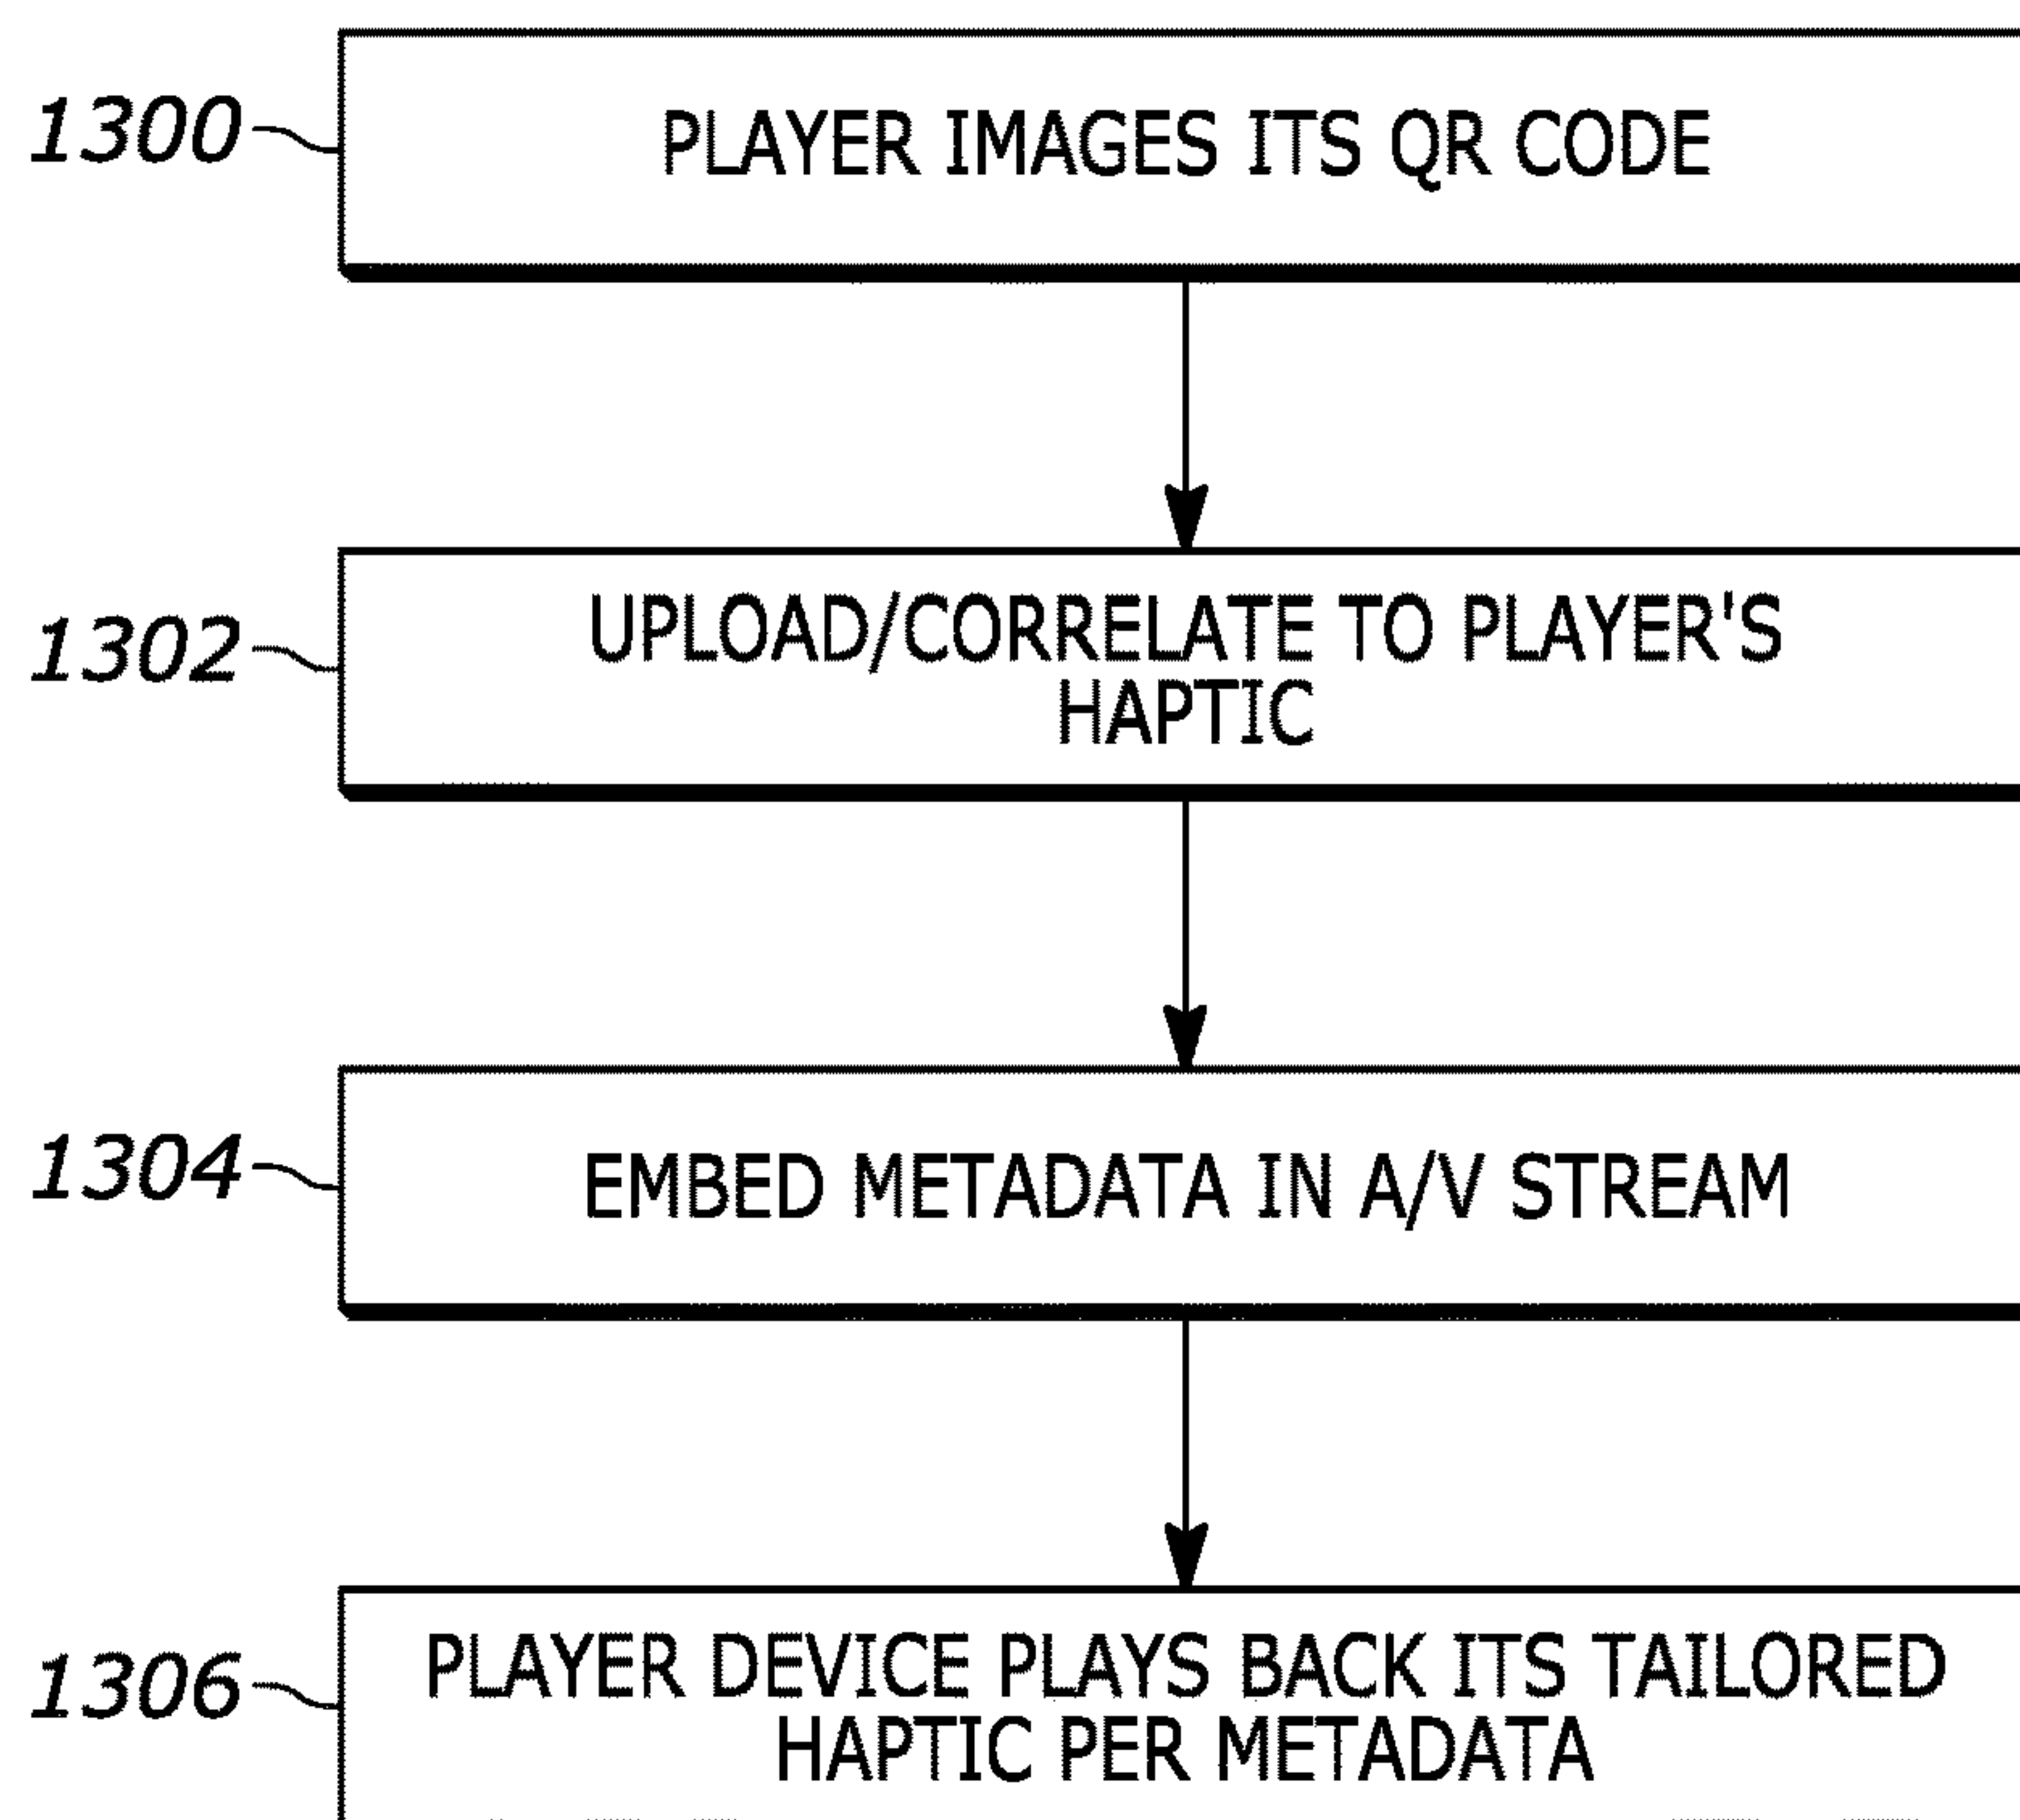 1300
PLAYER IMAGES ITS QR CODE
1302
UPLOAD/CORRELATE TO PLAYER'S
HAPTIC
1304
EMBED METADATA IN A/V STREAM
1306
PLAYER DEVICE PLAYS BACK ITS TAILORED
HAPTIC PER METADATA